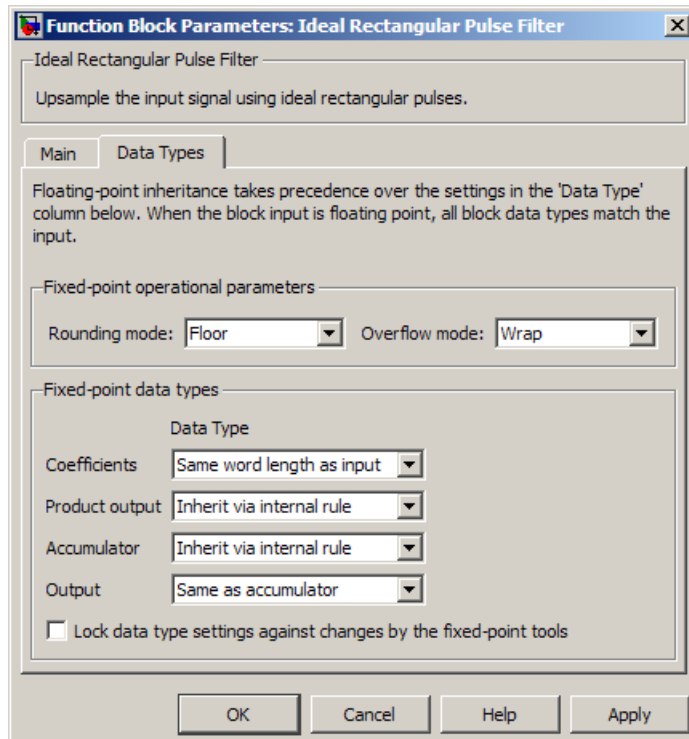 Function Block Parameters: Ideal Rectangular Pulse Filter
Ideal Rectangular Pulse Filter
Upsample the input signal using ideal rectangular pulses.
Main Data Types
Floating-point inheritance takes precedence over the settings in the 'Data Type'
column below. When the block input is floating point, all block data types match the
input.
Fixed-point operational parameters
Rounding mode: Floor Overflow mode: Wrap
Fixed-point data types
Data Type
Coefficients Same word length as input
Product output Inherit via internal rule
Accumulator Inherit via internal rule
Output Same as accumulator
Lock data type settings against changes by the fixed-point tools
OK Cancel Help Apply